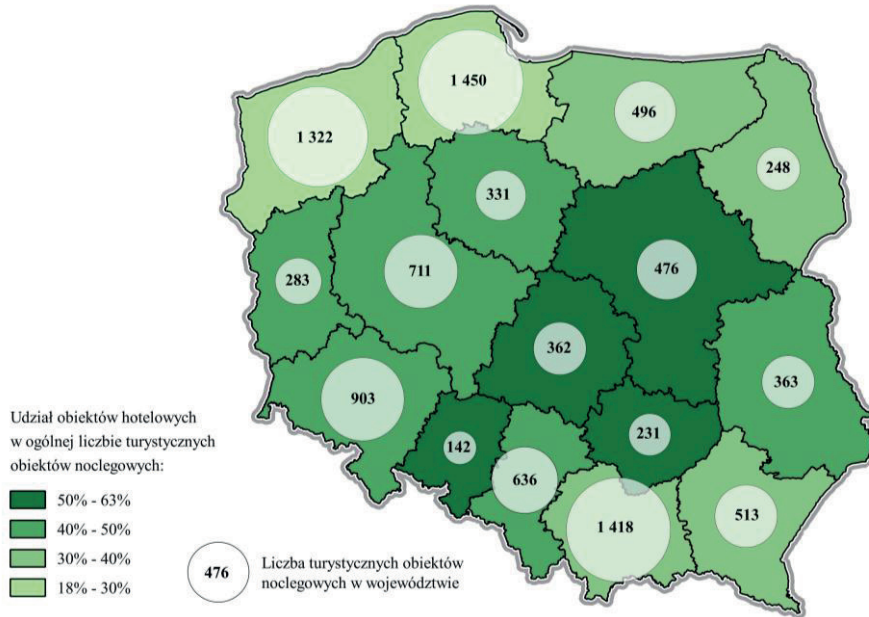 1 450
1 322
496
248
331
283
711
476
362
363
903
142
231
636
1 418
513
Udział obiektów hotelowych
w ogólnej liczbie turystycznych
obiektów noclegowych:
50% - 63%
40% - 50%
30% - 40%
18% - 30%
476
Liczba turystycznych obiektów
noclegowych w województwie